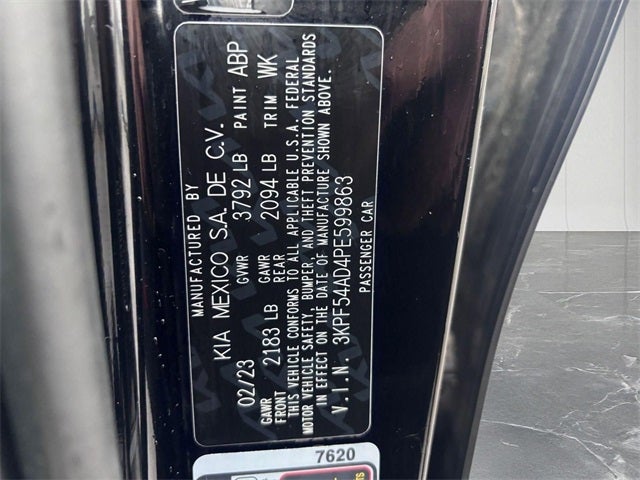 MANUFACTURED BY
KIA MEXICO S.A. DE C.V.
02/23 GVWR 3792 LB PAINT ABP
GAWR FRONT 2183 LB GAWR REAR 2094 LB TRIM WK
THIS VEHICLE CONFORMS TO ALL APPLICABLE U.S.A. FEDERAL
MOTOR VEHICLE SAFETY, BUMPER, AND THEFT PREVENTION STANDARDS
IN EFFECT ON THE DATE OF MANUFACTURE SHOWN ABOVE.
V.I.N. 3KPF54AD4PE599863
PASSENGER CAR
7620